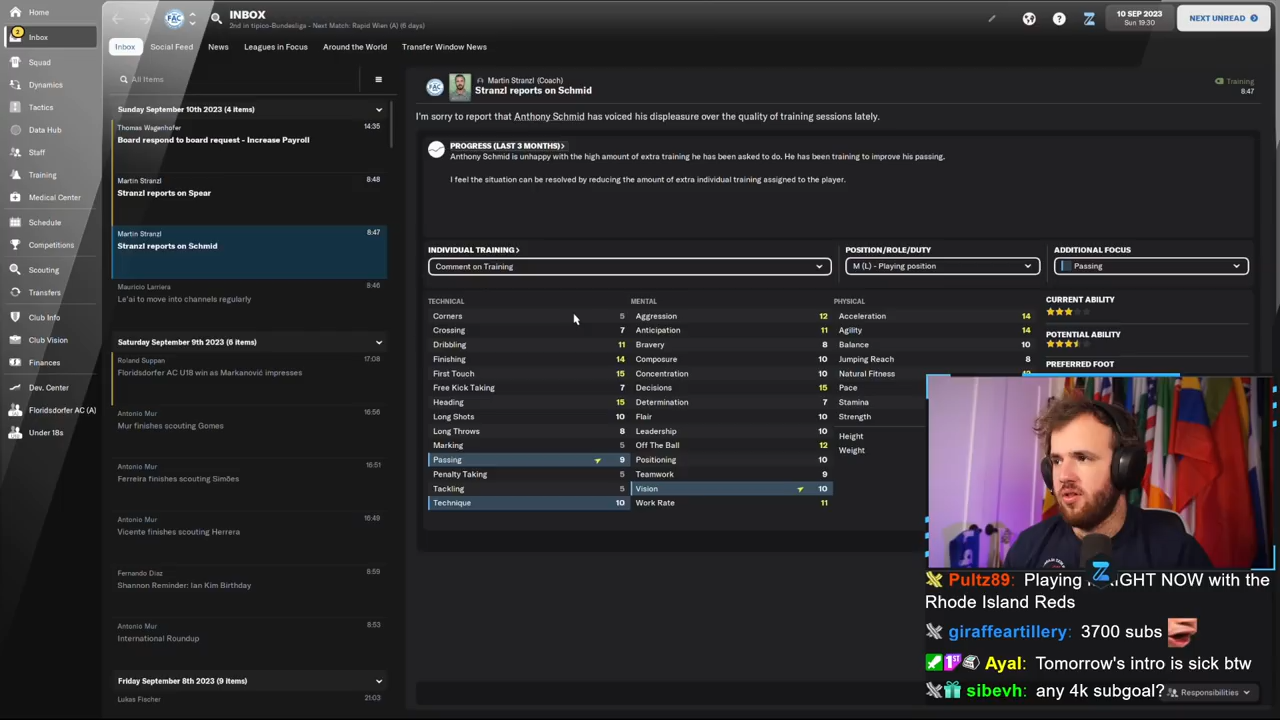 Home
Inbox
2
Squad
Dynamics
Tactics
Data Hub
Staff
Training
Medical Center
Schedule
Competitions
Scouting
Transfers
Club Info
Club Vision
Finances
Dev. Center
Floridsdorfer AC (A)
Under 18s
FAC
INBOX
2nd in tipico-Bundesliga - Next Match: Rapid Wien (A) (6 days)
10 SEP 2023
Sun 19:30
NEXT UNREAD
Inbox
Social Feed
News
Leagues in Focus
Around the World
Transfer Window News
All Items
Sunday September 10th 2023 (4 items)
Thomas Wagenhofer
14:35
Board respond to board request - Increase Payroll
Martin Stranzl
8:48
Stranzl reports on Spear
Martin Stranzl
8:47
Stranzl reports on Schmid
Mauricio Larriera
8:46
Le'ai to move into channels regularly
Saturday September 9th 2023 (6 items)
Roland Suppan
17:08
Floridsdorfer AC U18 win as Markanović impresses
Antonio Mur
16:56
Mur finishes scouting Gomes
Antonio Mur
16:51
Ferreira finishes scouting Simões
Antonio Mur
16:49
Vicente finishes scouting Herrera
Fernando Diaz
8:59
Shannon Reminder: Ian Kim Birthday
Antonio Mur
8:53
International Roundup
Friday September 8th 2023 (9 items)
Lukas Fischer
21:03
FAC
Martin Stranzl (Coach)
Stranzl reports on Schmid
Training
8:47
I'm sorry to report that Anthony Schmid has voiced his displeasure over the quality of training sessions lately.
PROGRESS (LAST 3 MONTHS)
Anthony Schmid is unhappy with the high amount of extra training he has been asked to do. He has been training to improve his passing.
I feel the situation can be resolved by reducing the amount of extra individual training assigned to the player.
INDIVIDUAL TRAINING
Comment on Training
POSITION/ROLE/DUTY
M (L) - Playing position
ADDITIONAL FOCUS
Passing
TECHNICAL
Corners 5
Crossing 7
Dribbling 11
Finishing 14
First Touch 15
Free Kick Taking 7
Heading 15
Long Shots 10
Long Throws 8
Marking 5
Passing 9
Penalty Taking 5
Tackling 5
Technique 10
MENTAL
Aggression 12
Anticipation 11
Bravery 8
Composure 10
Concentration 10
Decisions 15
Determination 7
Flair 10
Leadership 10
Off The Ball 12
Positioning 10
Teamwork 9
Vision 10
Work Rate 11
PHYSICAL
Acceleration 14
Agility 14
Balance 10
Jumping Reach 8
Natural Fitness
Pace
Stamina
Strength
Height
Weight
CURRENT ABILITY
POTENTIAL ABILITY
PREFERRED FOOT
Pultz89: Playing RIGHT NOW with the
Rhode Island Reds
giraffeartillery: 3700 subs
Ayal: Tomorrow's intro is sick btw
sibevh: any 4k subgoal?
Responsibilities